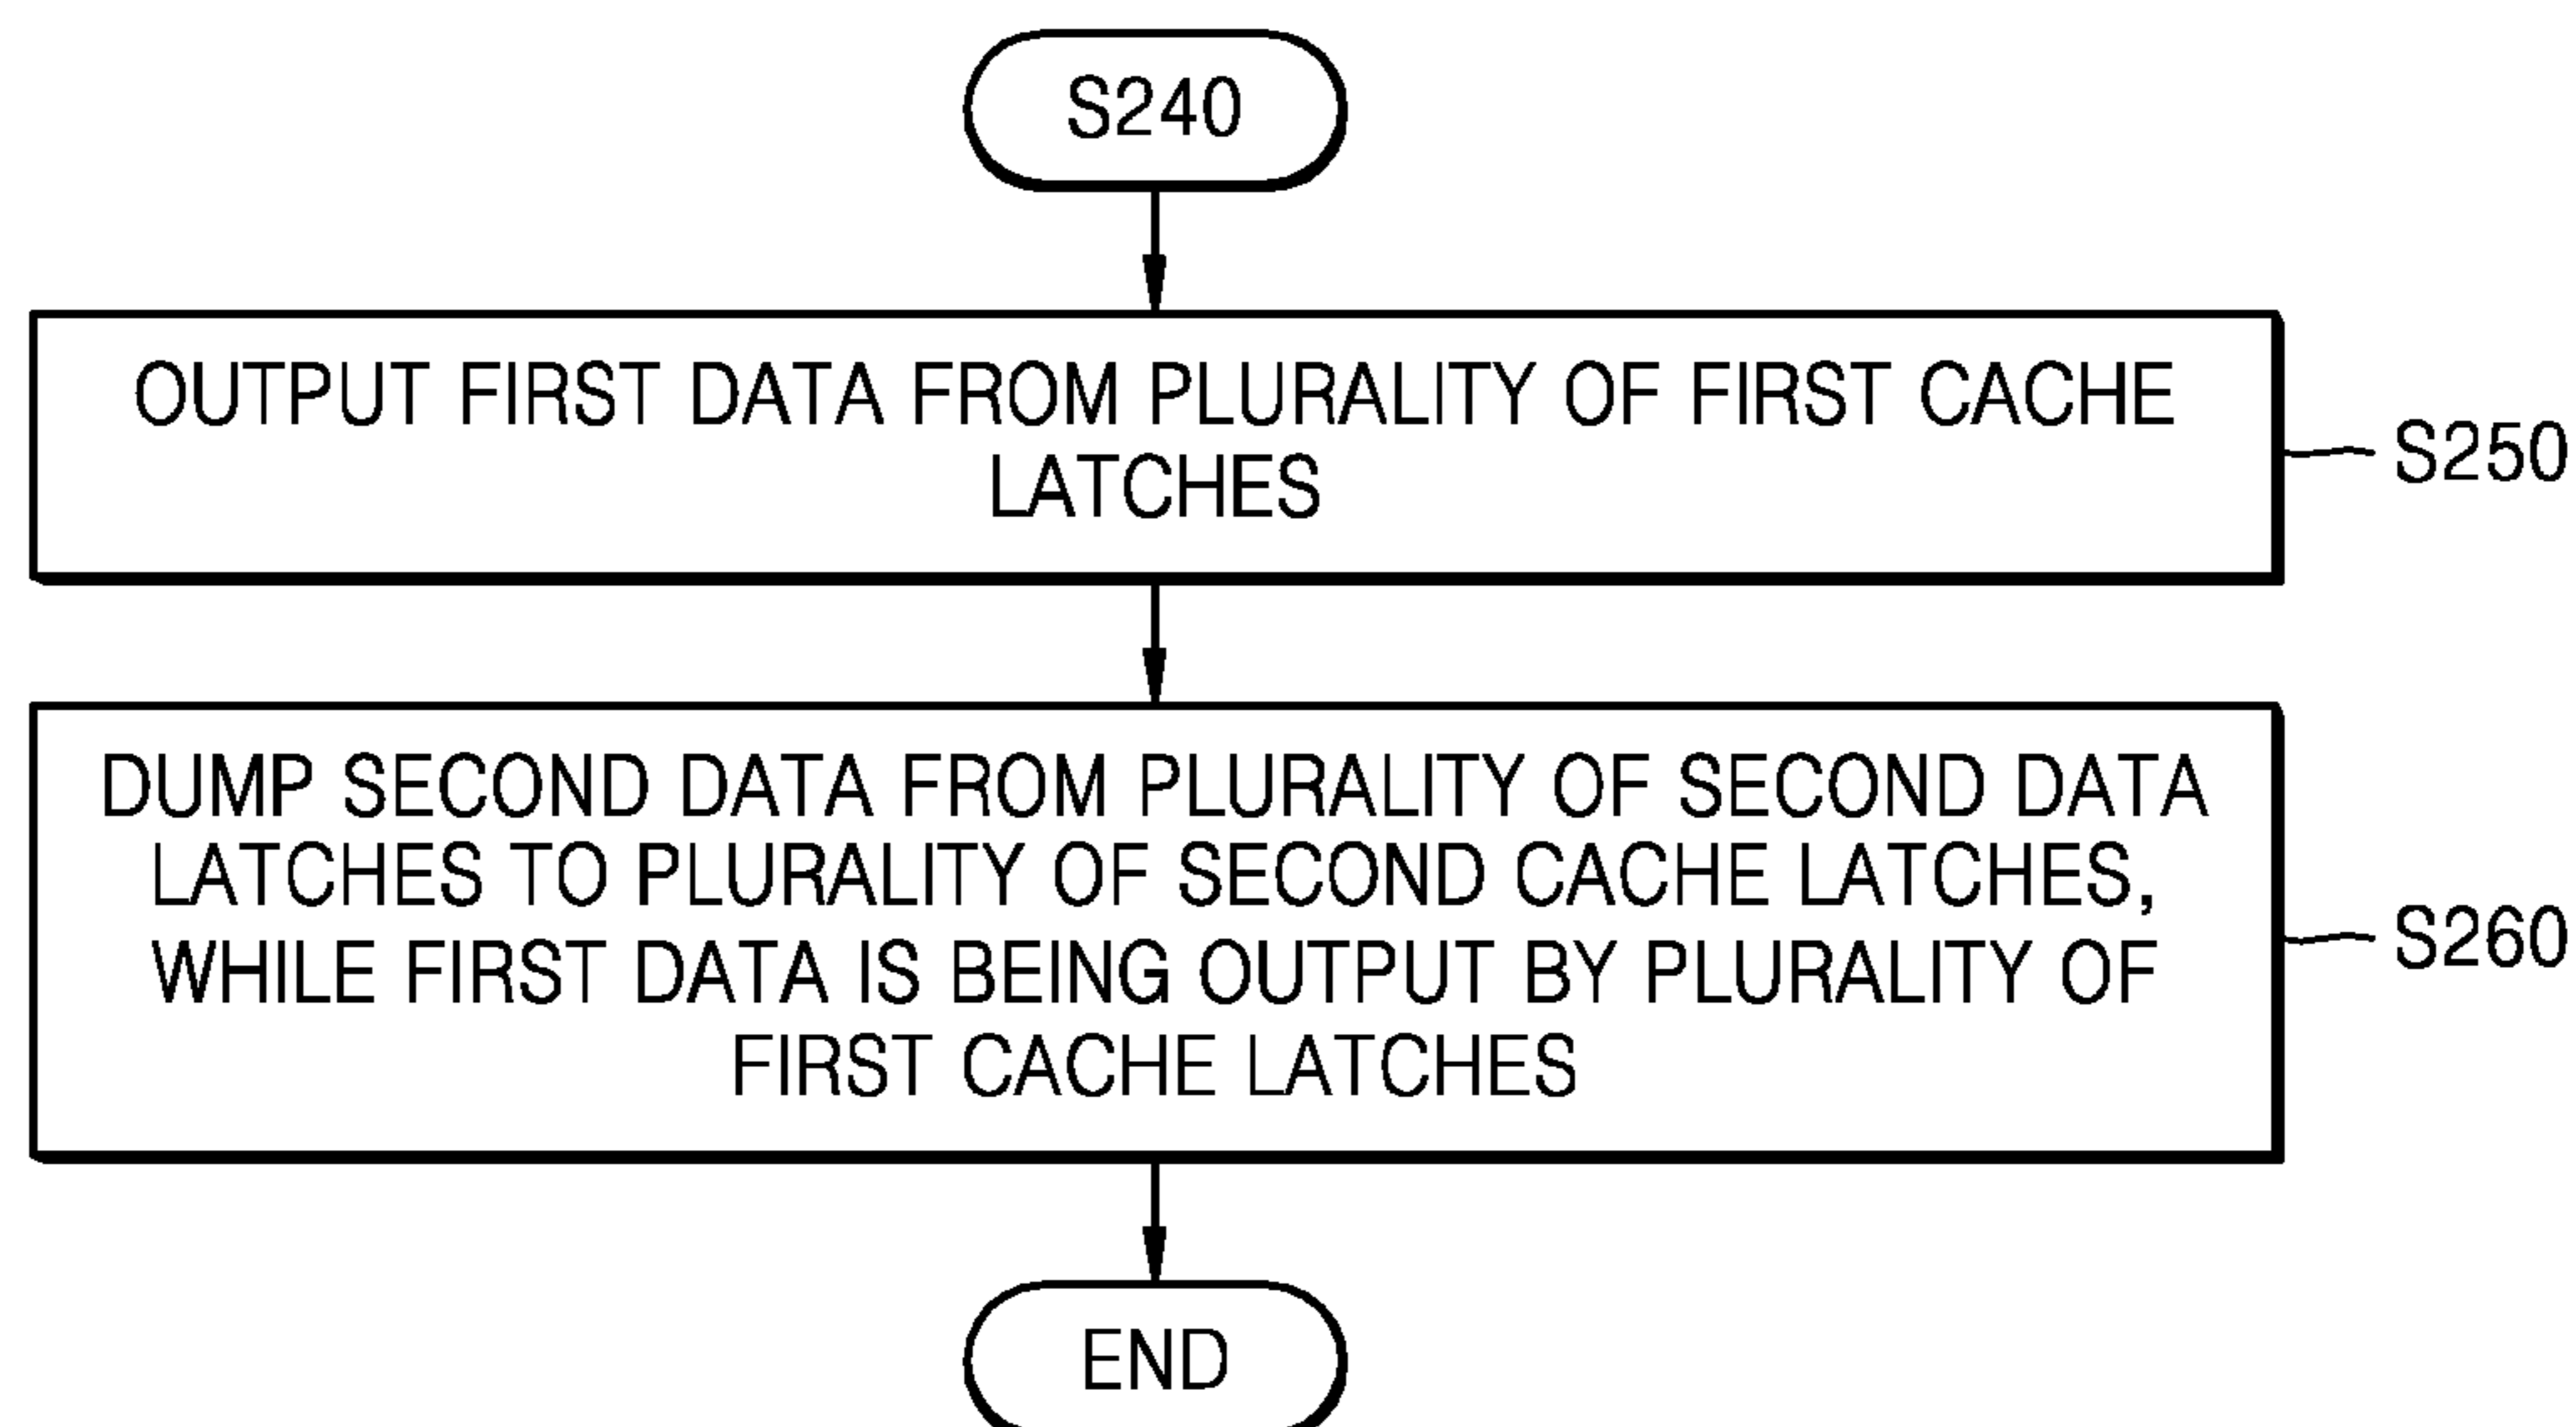 S240
OUTPUT FIRST DATA FROM PLURALITY OF FIRST CACHE
LATCHES
S250
DUMP SECOND DATA FROM PLURALITY OF SECOND DATA
LATCHES TO PLURALITY OF SECOND CACHE LATCHES,
WHILE FIRST DATA IS BEING OUTPUT BY PLURALITY OF
FIRST CACHE LATCHES
S260
END